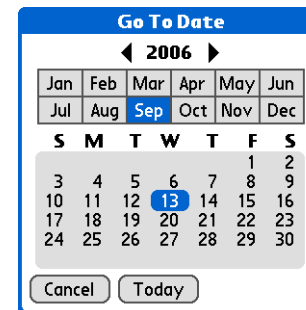 Go To Date
2006
Jan Feb Mar Apr May Jun
Jul Aug Sep Oct Nov Dec
S M T W T F S
1 2
3 4 5 6 7 8 9
10 11 12 13 14 15 16
17 18 19 20 21 22 23
24 25 26 27 28 29 30
Cancel Today